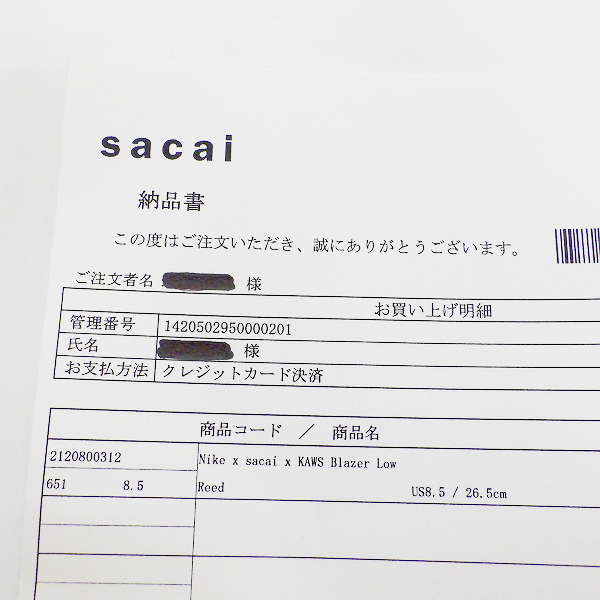 sacai
納品書
この度はご注文いただき、誠にありがとうございます。
ご注文者名 様
お買い上げ明細
管理番号 1420502950000201
氏名 様
お支払方法 クレジットカード決済
商品コード ／ 商品名
2120800312 Nike x sacai x KAWS Blazer Low
651 8.5 Reed US8.5 / 26.5cm